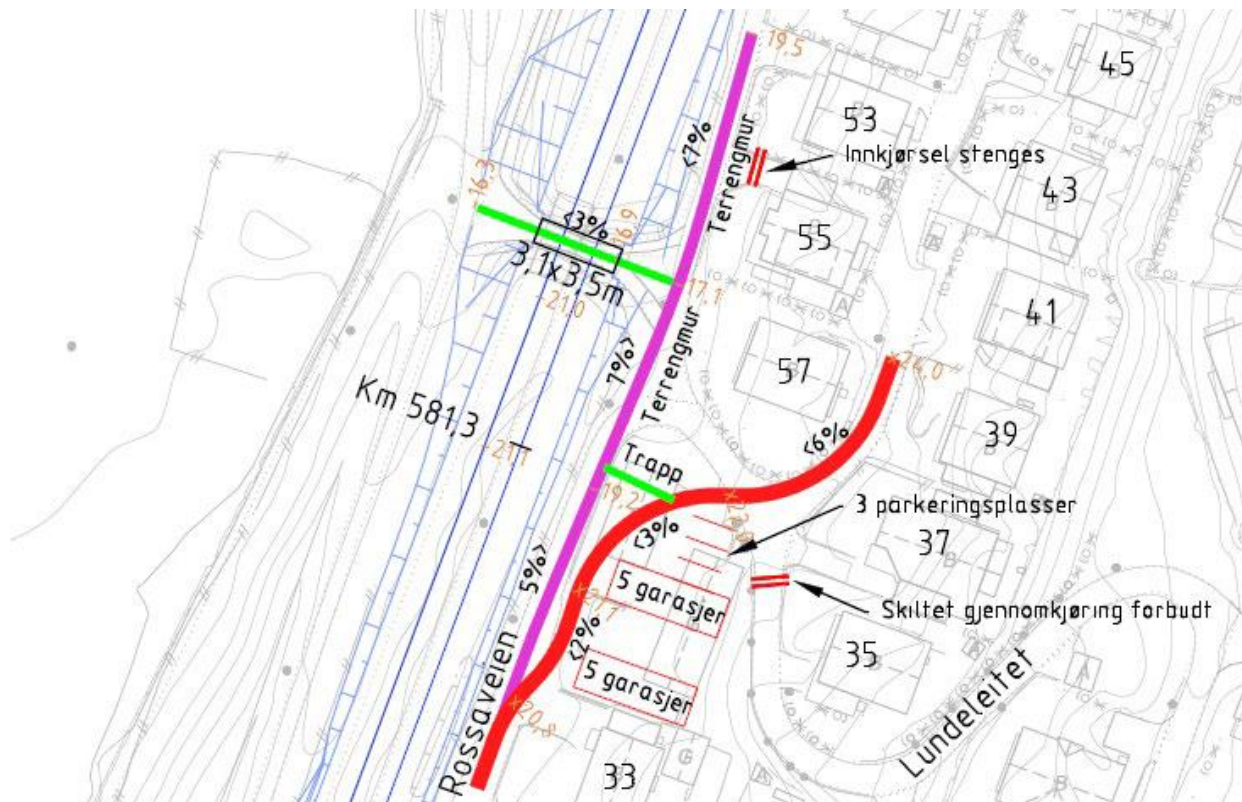 19,5
45
53
<7%
Terrengmur
Innkjørsel stenges
16,3
<3%
16,9
43
55
3,1x3,5m
17,1
21,0
41
7%>
Terrengmur
57
24,0
Km 581,3
21,1
39
<6%
Trapp
19,2
3 parkeringsplasser
<3%
37
5%>
5 garasjer
Skiltet gjennomkjøring forbudt
21,1
<2%
35
5 garasjer
20,8
Rossaveien
Lundeleitet
33
G
A
A
A
B